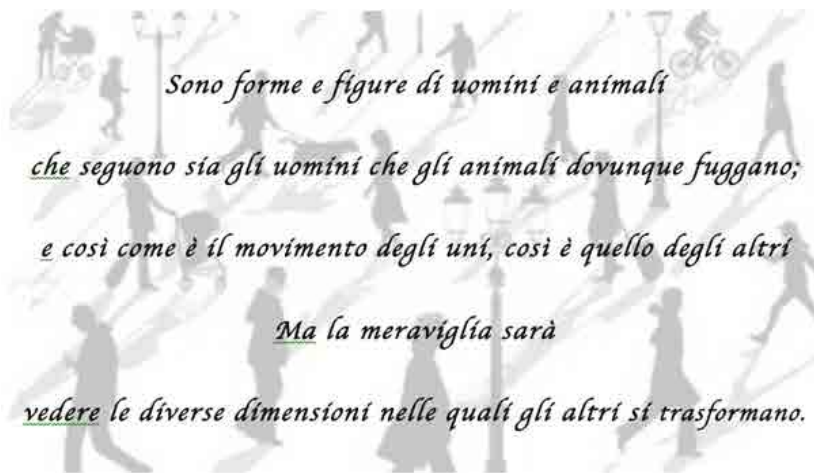 Sono forme e figure di uomini e animali
che seguono sia gli uomini che gli animali dovunque fuggano;
e così come è il movimento degli uni, così è quello degli altri
Ma la meraviglia sarà
vedere le diverse dimensioni nelle quali gli altri si trasformano.